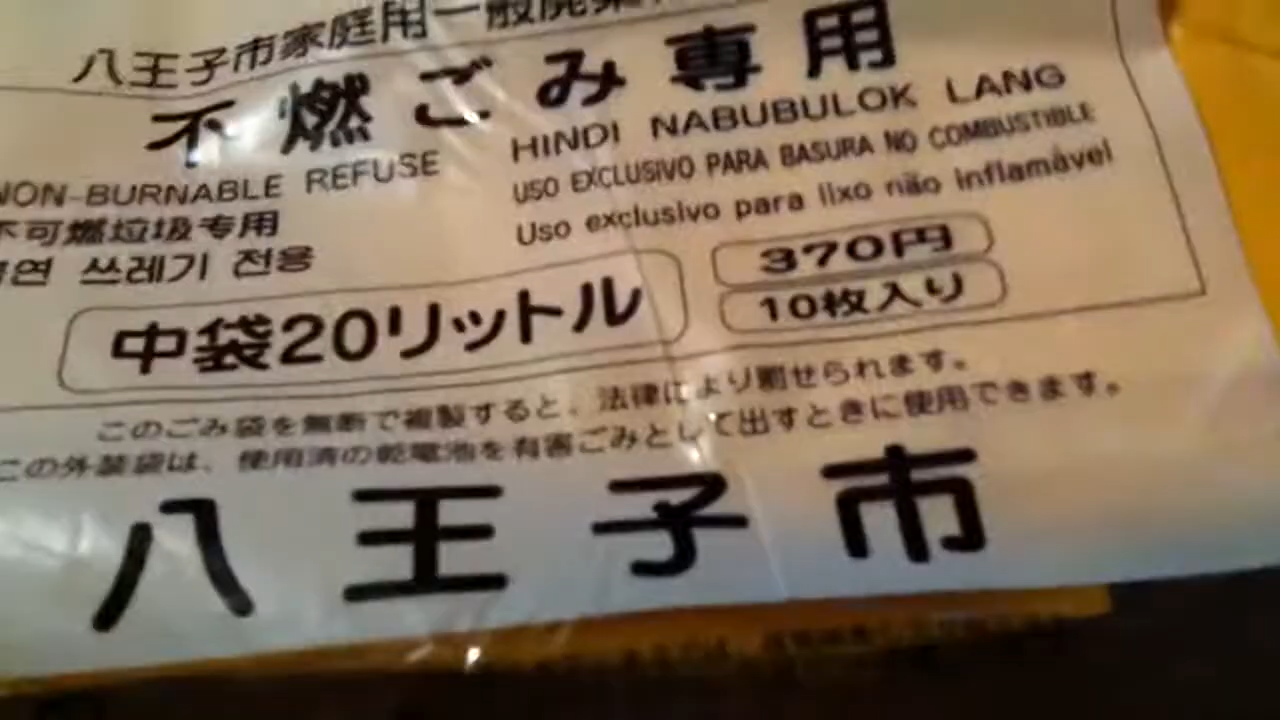 八王子市家庭用一般廃棄
不燃ごみ専用
NON-BURNABLE REFUSE
不可燃垃圾专用
연 쓰레기 전용
HINDI NABUBULOK LANG
USO EXCLUSIVO PARA BASURA NO COMBUSTIBLE
Uso exclusivo para lixo não inflamável
中袋20リットル
370円
10枚入り
このごみ袋を無断で複製すると、法律により罰せられます。
この外装袋は、使用済の乾電池を有害ごみとして出すときに使用できます。
八王子市